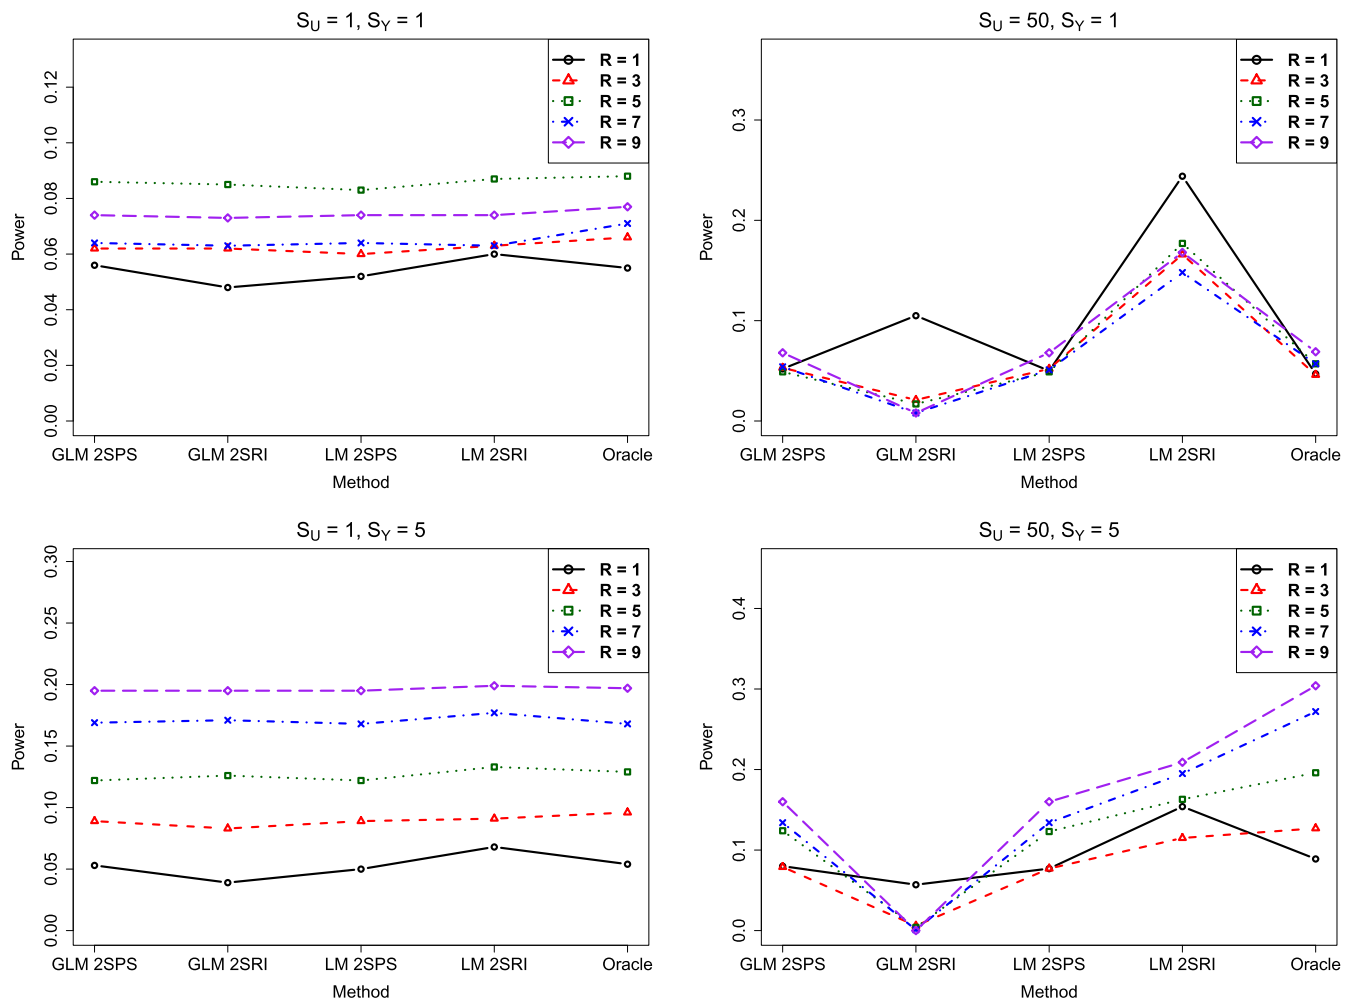 S_U = 1, S_Y = 1
Power
0.00
0.02
0.04
0.06
0.08
0.10
0.12
R = 1
R = 3
R = 5
R = 7
R = 9
GLM 2SPS
GLM 2SRI
LM 2SPS
LM 2SRI
Oracle
Method
S_U = 50, S_Y = 1
Power
0.0
0.1
0.2
0.3
R = 1
R = 3
R = 5
R = 7
R = 9
GLM 2SPS
GLM 2SRI
LM 2SPS
LM 2SRI
Oracle
Method
S_U = 1, S_Y = 5
Power
0.00
0.05
0.10
0.15
0.20
0.25
0.30
R = 1
R = 3
R = 5
R = 7
R = 9
GLM 2SPS
GLM 2SRI
LM 2SPS
LM 2SRI
Oracle
Method
S_U = 50, S_Y = 5
Power
0.0
0.1
0.2
0.3
0.4
R = 1
R = 3
R = 5
R = 7
R = 9
GLM 2SPS
GLM 2SRI
LM 2SPS
LM 2SRI
Oracle
Method